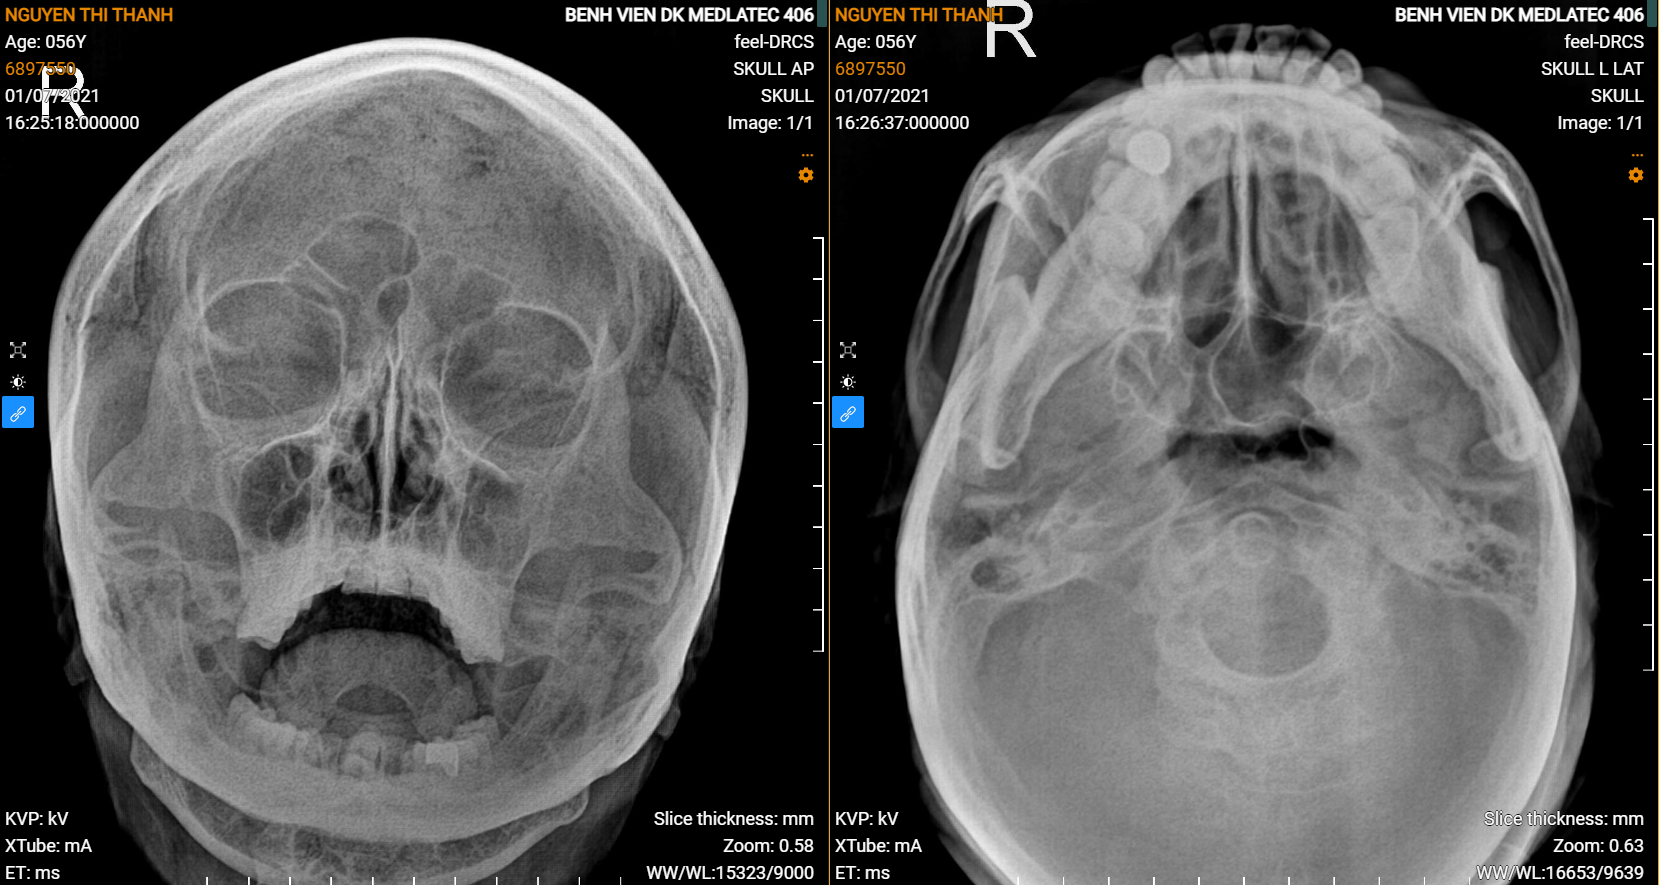 NGUYEN THI THANH
Age: 056Y
6897550
01/07/2021
16:25:18:000000
R
BENH VIEN DK MEDLATEC 406
feel-DRCS
SKULL AP
SKULL
Image: 1/1
KVP: kV
XTube: mA
ET: ms
Slice thickness: mm
Zoom: 0.58
WW/WL:15323/9000
NGUYEN THI THANH
Age: 056Y
6897550
01/07/2021
16:26:37:000000
R
BENH VIEN DK MEDLATEC 406
feel-DRCS
SKULL L LAT
SKULL
Image: 1/1
KVP: kV
XTube: mA
ET: ms
Slice thickness: mm
Zoom: 0.63
WW/WL:16653/9639